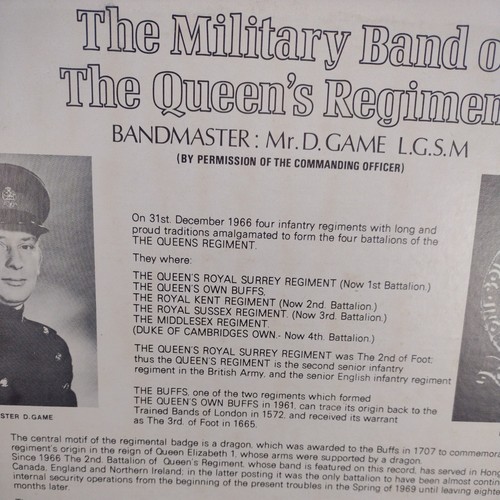 The Military Band o
The Queen's Regimen
BANDMASTER: Mr. D. GAME L.G.S.M
(BY PERMISSION OF THE COMMANDING OFFICER)
On 31st. December 1966 four infantry regiments with long and
proud traditions amalgamated to form the four battalions of the
THE QUEENS REGIMENT.
They where:
THE QUEEN'S ROYAL SURREY REGIMENT (Now 1st Battalion.)
THE QUEEN'S OWN BUFFS,
THE ROYAL KENT REGIMENT (Now 2nd. Battalion.)
THE ROYAL SUSSEX REGIMENT. (Now 3rd. Battalion.)
THE MIDDLESEX REGIMENT.
(DUKE OF CAMBRIDGES OWN.- Now 4th. Battalion.)
THE QUEEN'S ROYAL SURREY REGIMENT was The 2nd of Foot:
thus the QUEEN'S REGIMENT is the second senior infantry
regiment in the British Army, and the senior English infantry regiment
THE BUFFS, one of the two regiments which formed
THE QUEEN'S OWN BUFFS in 1961, can trace its origin back to the
Trained Bands of London in 1572, and received its warrant
as The 3rd. of Foot in 1665.
STER D.GAME
The central motif of the regimental badge is a dragon, which was awarded to the Buffs in 1707 to commemora
regiment's origin in the reign of Queen Elizabeth 1, whose arms were supported by a dragon.
Since 1966 The 2nd. Battalion of Queen's Regiment, whose band is featured on this record, has served in Hong
Canada, England and Northern Ireland; in the latter posting it was the only battalion to have been almost conti
internal security operations from the beginning of the present troubles in the Spring of 1969 until leaving eighte
months later.